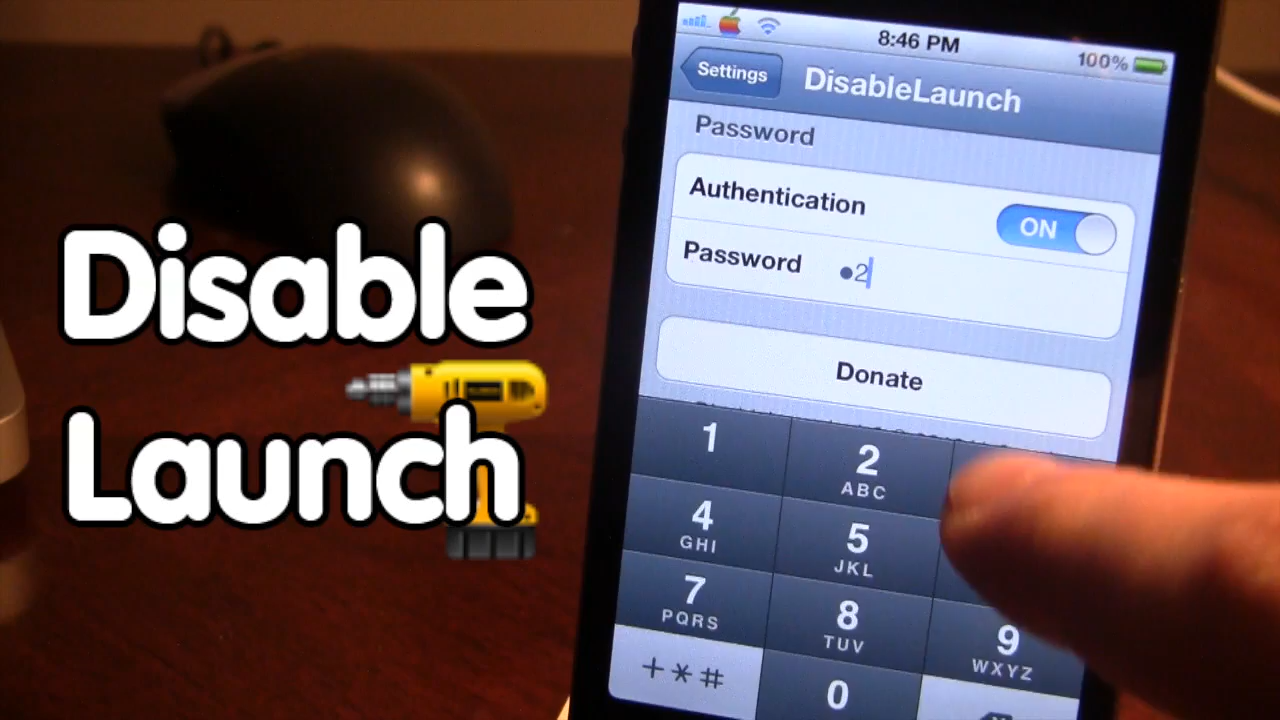 8:46 PM
100%
Settings
DisableLaunch
Password
Authentication
ON
Password
●2
Donate
1
2
ABC
4
GHI
5
JKL
7
PQRS
8
TUV
9
WXYZ
+*#
0
Disable
Launch